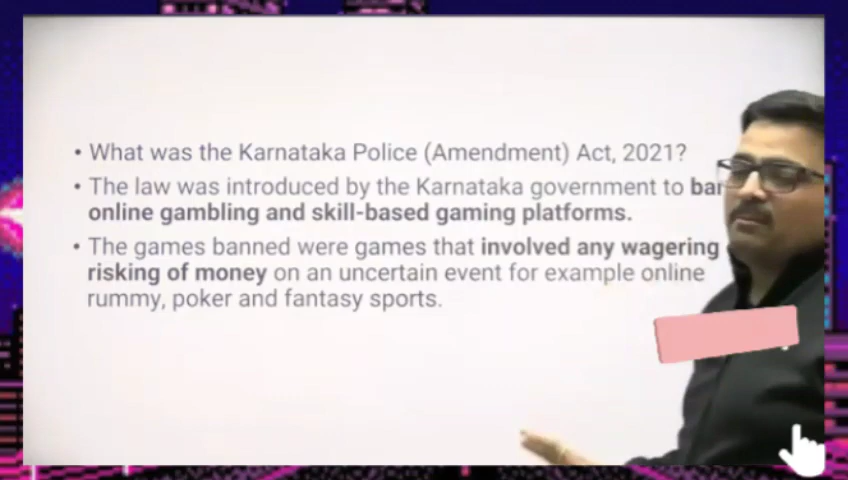 • What was the Karnataka Police (Amendment) Act, 2021?
• The law was introduced by the Karnataka government to
online gambling and skill-based gaming platforms.
• The games banned were games that involved any wagering
risking of money on an uncertain event for example online
rummy, poker and fantasy sports.